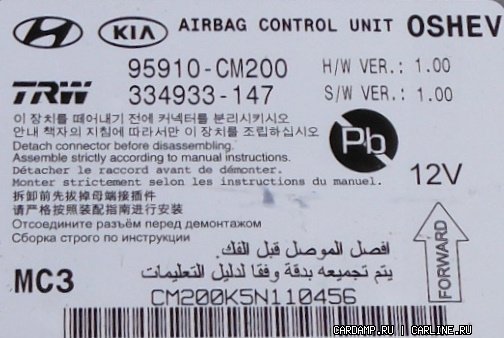 KIA AIRBAG CONTROL UNIT OSHEV
95910-CM200 H/W VER.: 1.00
TRW 334933-147 S/W VER.: 1.00
이 장치를 떼어내기 전에 커넥터를 분리시키시오
안내 책자의 지침에 따라서만 이 장치를 조립하십시오
Detach connector before disassembling.
Assemble strictly according to manual instructions.
Détacher le raccord avant de démonter.
Monter strictement selon les instructions du manuel.
Pb
12V
拆卸前先拔掉母端接插件
请严格按照装配指南进行安装
Отсоедините разъём перед демонтажом
Сборка строго по инструкции
افصل الموصل قبل الفك.
يتم تجميعه بدقة وفقا لدليل التعليمات
FORWARD
MC3
CM200K5N110456
CARDAMP.RU | CARLINE.RU